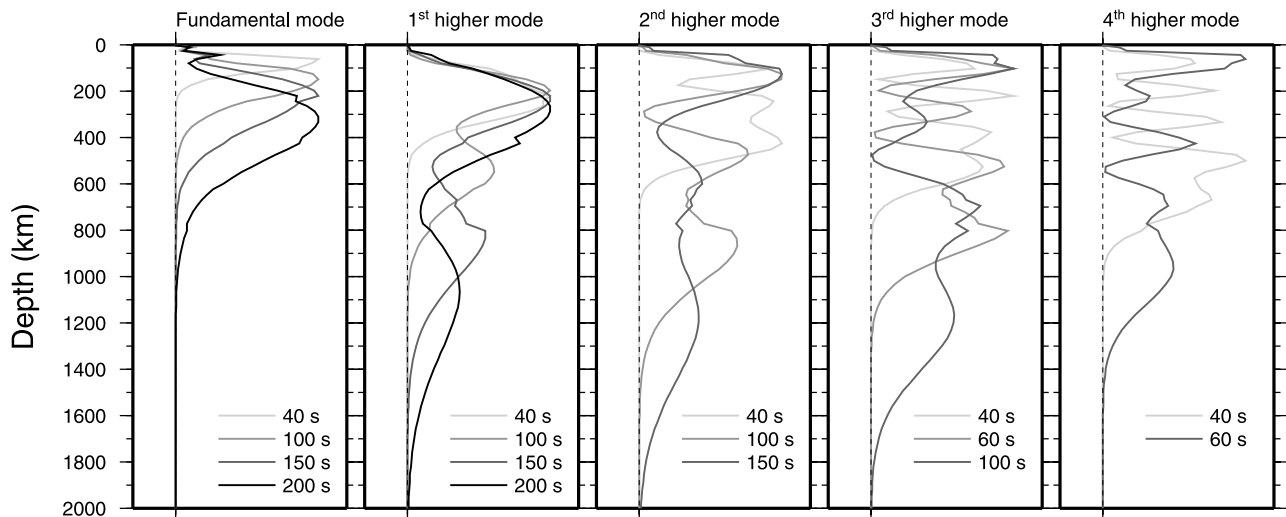 Fundamental mode
1st higher mode
2nd higher mode
3rd higher mode
4th higher mode
Depth (km)
0
200
400
600
800
1000
1200
1400
1600
1800
2000
40 s
100 s
150 s
200 s
40 s
100 s
150 s
200 s
40 s
100 s
150 s
40 s
60 s
100 s
40 s
60 s